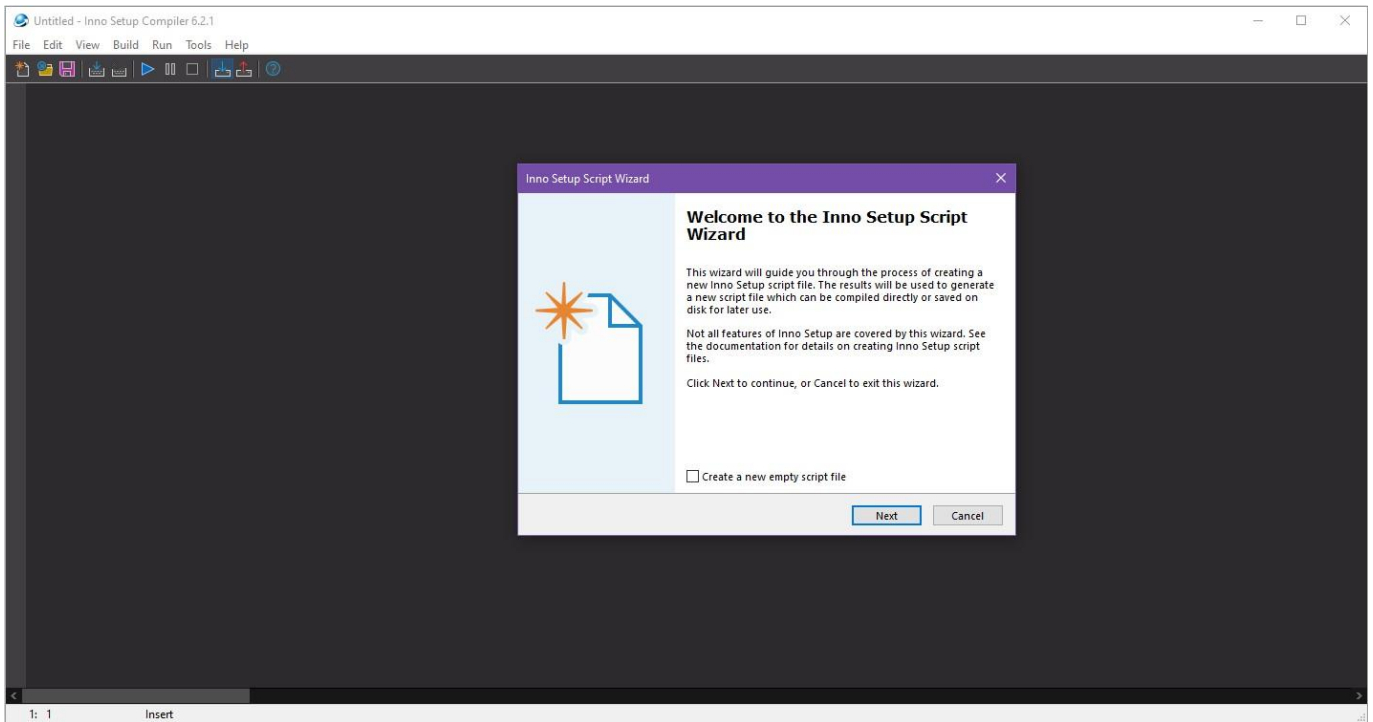 Untitled - Inno Setup Compiler 6.2.1
File Edit View Build Run Tools Help
Inno Setup Script Wizard
Welcome to the Inno Setup Script
Wizard
This wizard will guide you through the process of creating a
new Inno Setup script file. The results will be used to generate
a new script file which can be compiled directly or saved on
disk for later use.
Not all features of Inno Setup are covered by this wizard. See
the documentation for details on creating Inno Setup script
files.
Click Next to continue, or Cancel to exit this wizard.
Create a new empty script file
Next Cancel
1: 1 Insert